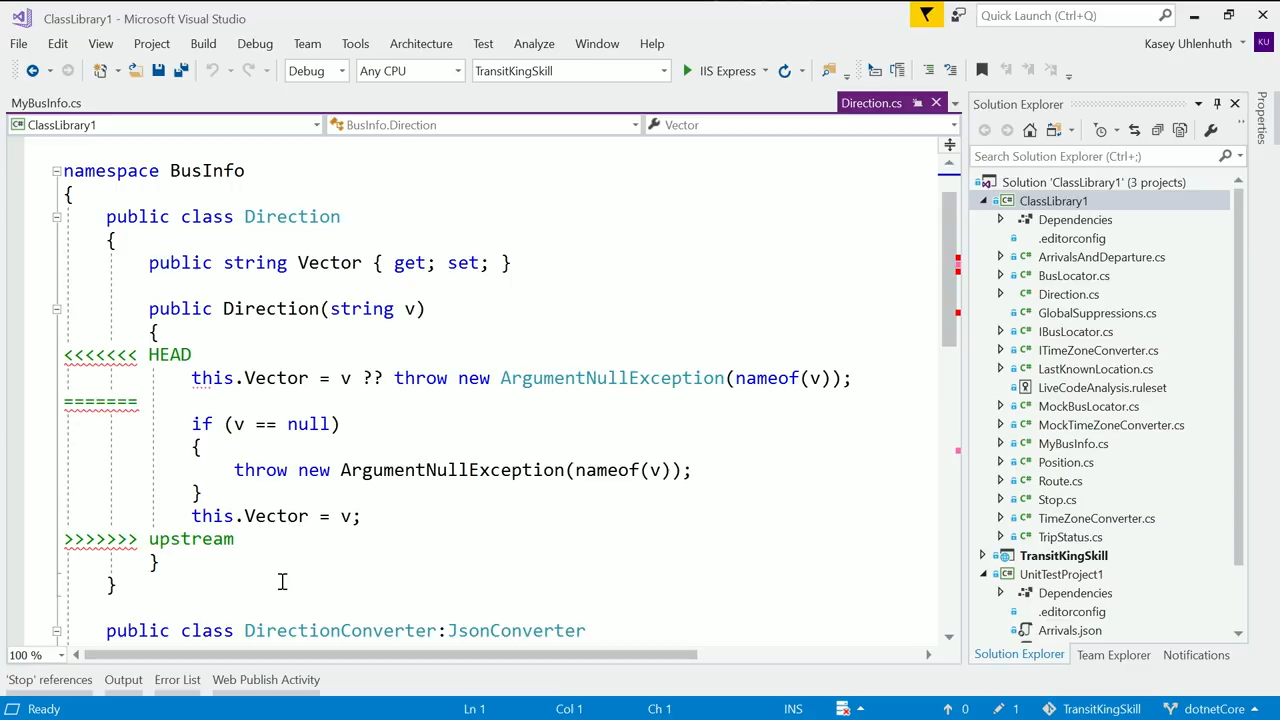 ClassLibrary1 - Microsoft Visual Studio
Quick Launch (Ctrl+Q)
File Edit View Project Build Debug Team Tools Architecture Test Analyze Window Help
Kasey Uhlenhuth KU
Debug Any CPU TransitKingSkill IIS Express
MyBusInfo.cs Direction.cs
ClassLibrary1 BusInfo.Direction Vector
namespace BusInfo
{
public class Direction
{
public string Vector { get; set; }
public Direction(string v)
{
<<<<<<< HEAD
this.Vector = v ?? throw new ArgumentNullException(nameof(v));
=======
if (v == null)
{
throw new ArgumentNullException(nameof(v));
}
this.Vector = v;
>>>>>>> upstream
}
}
public class DirectionConverter:JsonConverter
100 %
Solution Explorer
Search Solution Explorer (Ctrl+;)
Solution 'ClassLibrary1' (3 projects)
C# ClassLibrary1
Dependencies
.editorconfig
C# ArrivalsAndDeparture.cs
C# BusLocator.cs
C# Direction.cs
C# GlobalSuppressions.cs
C# IBusLocator.cs
C# ITimeZoneConverter.cs
C# LastKnownLocation.cs
LiveCodeAnalysis.ruleset
C# MockBusLocator.cs
C# MockTimeZoneConverter.cs
C# MyBusInfo.cs
C# Position.cs
C# Route.cs
C# Stop.cs
C# TimeZoneConverter.cs
C# TripStatus.cs
TransitKingSkill
C# UnitTestProject1
Dependencies
.editorconfig
Arrivals.json
Solution Explorer Team Explorer Notifications
Properties
'Stop' references Output Error List Web Publish Activity
Ready Ln 1 Col 1 Ch 1 INS 0 1 TransitKingSkill dotnetCore